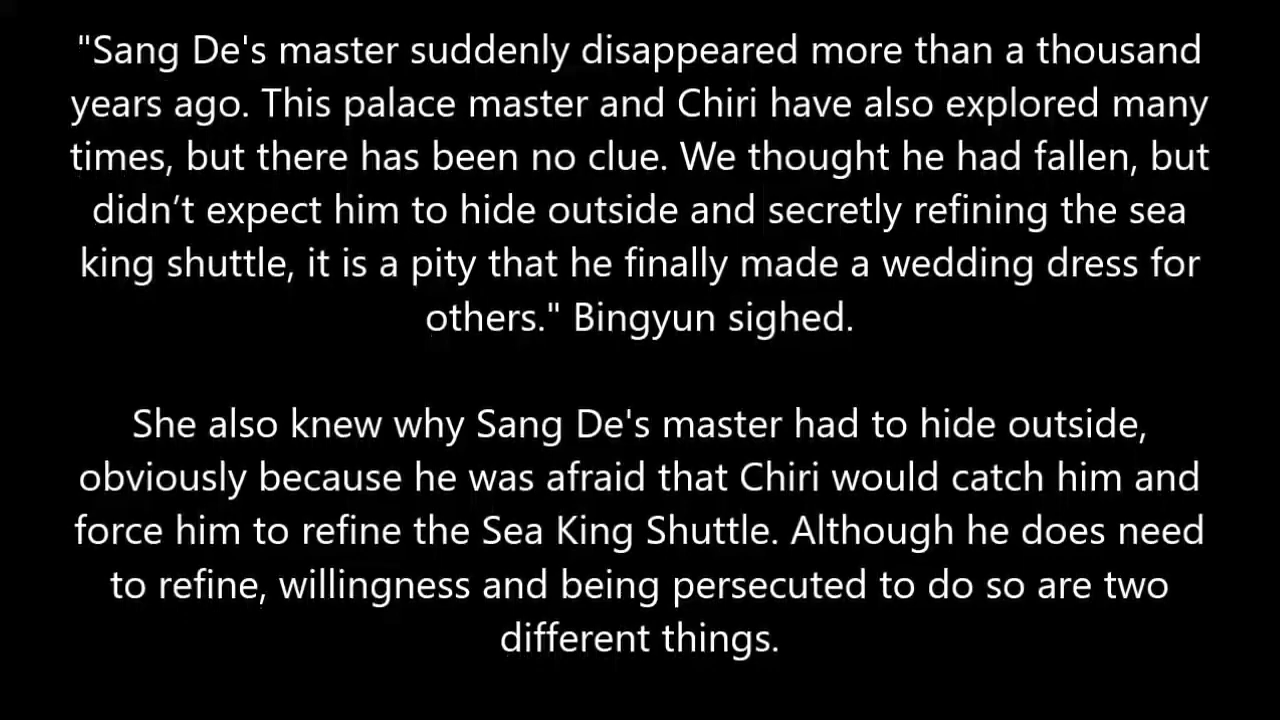 "Sang De's master suddenly disappeared more than a thousand
years ago. This palace master and Chiri have also explored many
times, but there has been no clue. We thought he had fallen, but
didn’t expect him to hide outside and secretly refining the sea
king shuttle, it is a pity that he finally made a wedding dress for
others." Bingyun sighed.
She also knew why Sang De's master had to hide outside,
obviously because he was afraid that Chiri would catch him and
force him to refine the Sea King Shuttle. Although he does need
to refine, willingness and being persecuted to do so are two
different things.